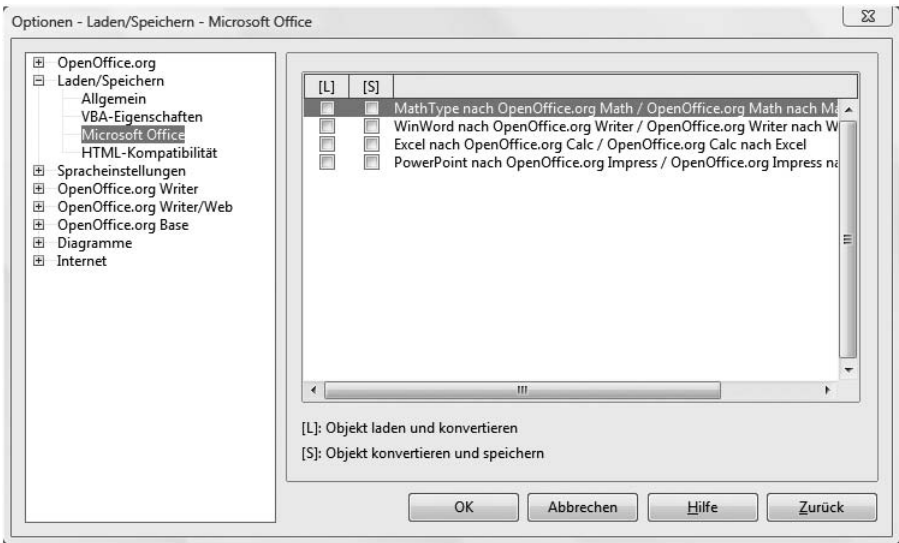 Optionen - Laden/Speichern - Microsoft Office
OpenOffice.org
Laden/Speichern
Allgemein
VBA-Eigenschaften
Microsoft Office
HTML-Kompatibilität
Spracheinstellungen
OpenOffice.org Writer
OpenOffice.org Writer/Web
OpenOffice.org Base
Diagramme
Internet
[L] [S]
MathType nach OpenOffice.org Math / OpenOffice.org Math nach Ma
WinWord nach OpenOffice.org Writer / OpenOffice.org Writer nach W
Excel nach OpenOffice.org Calc / OpenOffice.org Calc nach Excel
PowerPoint nach OpenOffice.org Impress / OpenOffice.org Impress na
[L]: Objekt laden und konvertieren
[S]: Objekt konvertieren und speichern
OK Abbrechen Hilfe Zurück